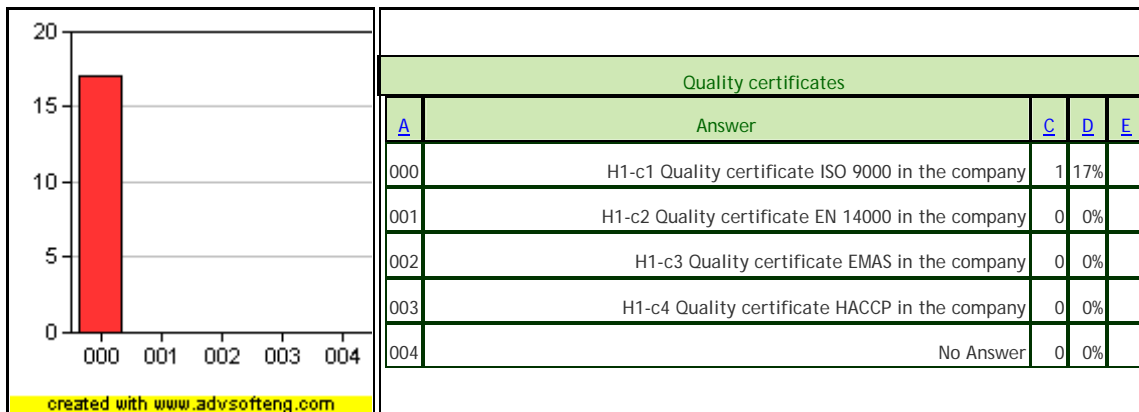 20
15
10
5
0
000 001 002 003 004
created with www.advsofteng.com
Quality certificates
A Answer C D E
000 H1-c1 Quality certificate ISO 9000 in the company 1 17%
001 H1-c2 Quality certificate EN 14000 in the company 0 0%
002 H1-c3 Quality certificate EMAS in the company 0 0%
003 H1-c4 Quality certificate HACCP in the company 0 0%
004 No Answer 0 0%